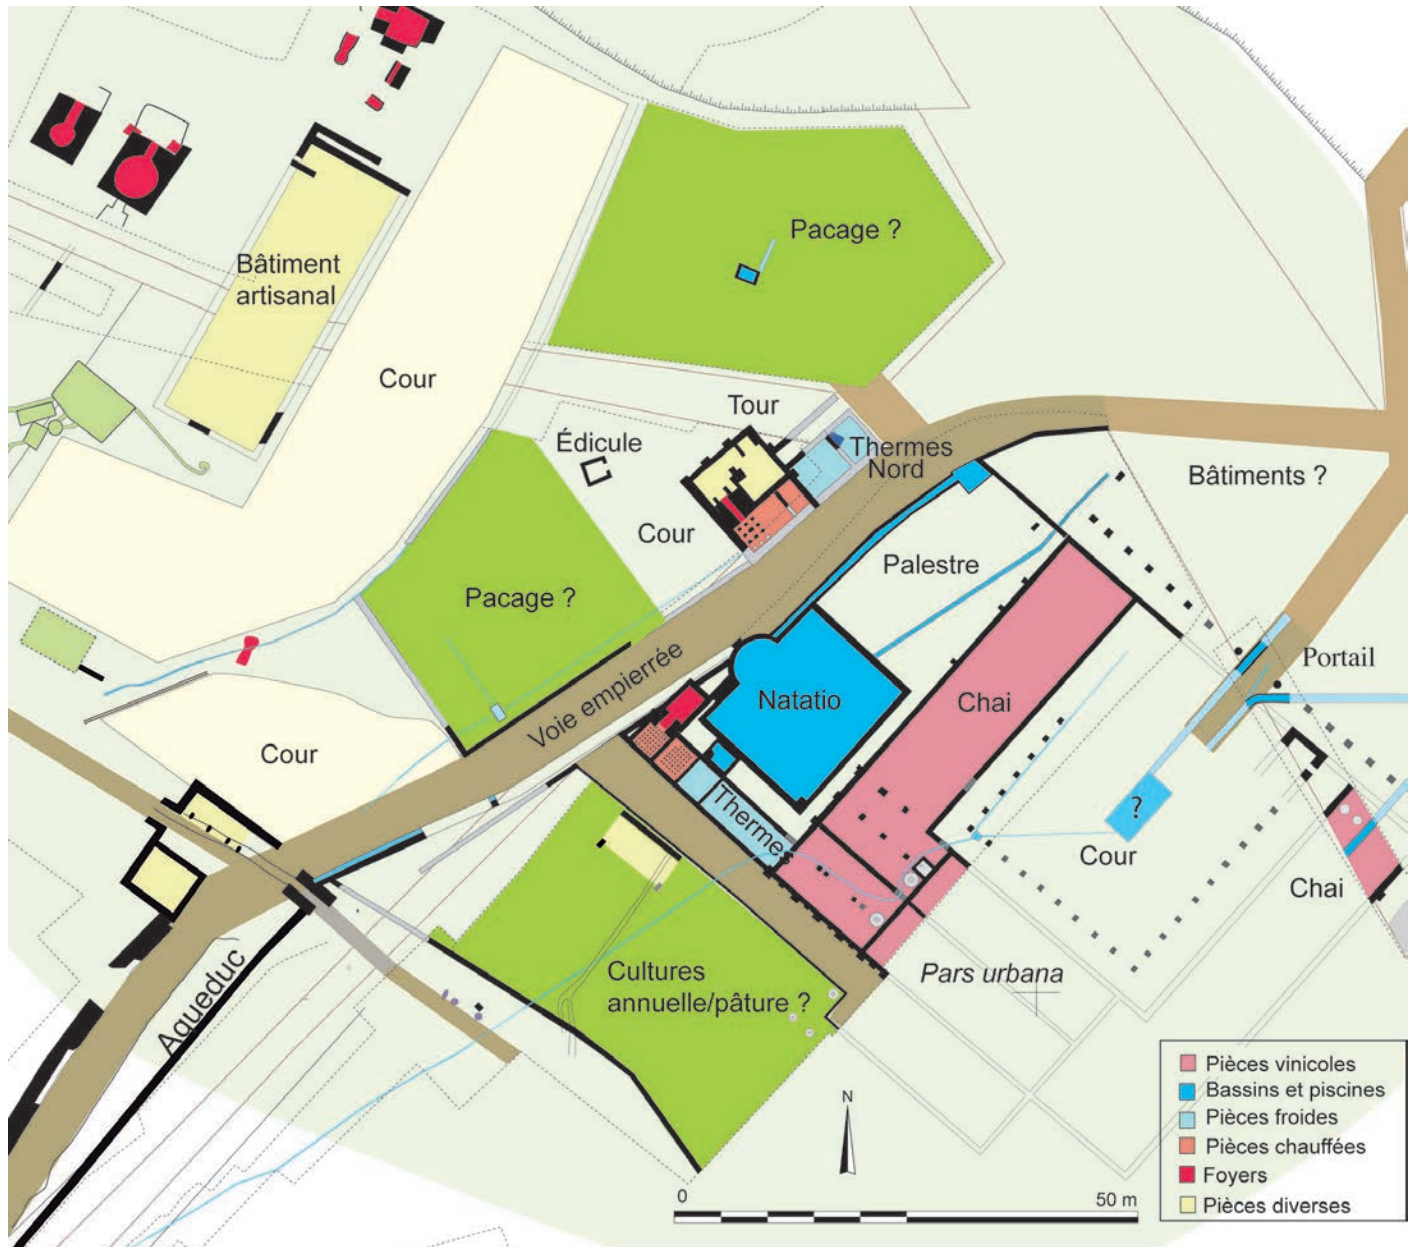 Pacage ?
Bâtiment
artisanal
Cour
Tour
Édicule
Thermes
Nord
Bâtiments ?
Cour
Palestre
Pacage ?
Voie empierrée
Portail
Natatio
Chai
Cour
Thermes
?
Cour
Chai
Cultures
annuelle/pâture ?
Pars urbana
Aqueduc
Pièces vinicoles
Bassins et piscines
Pièces froides
Pièces chauffées
Foyers
Pièces diverses
N
0
50 m